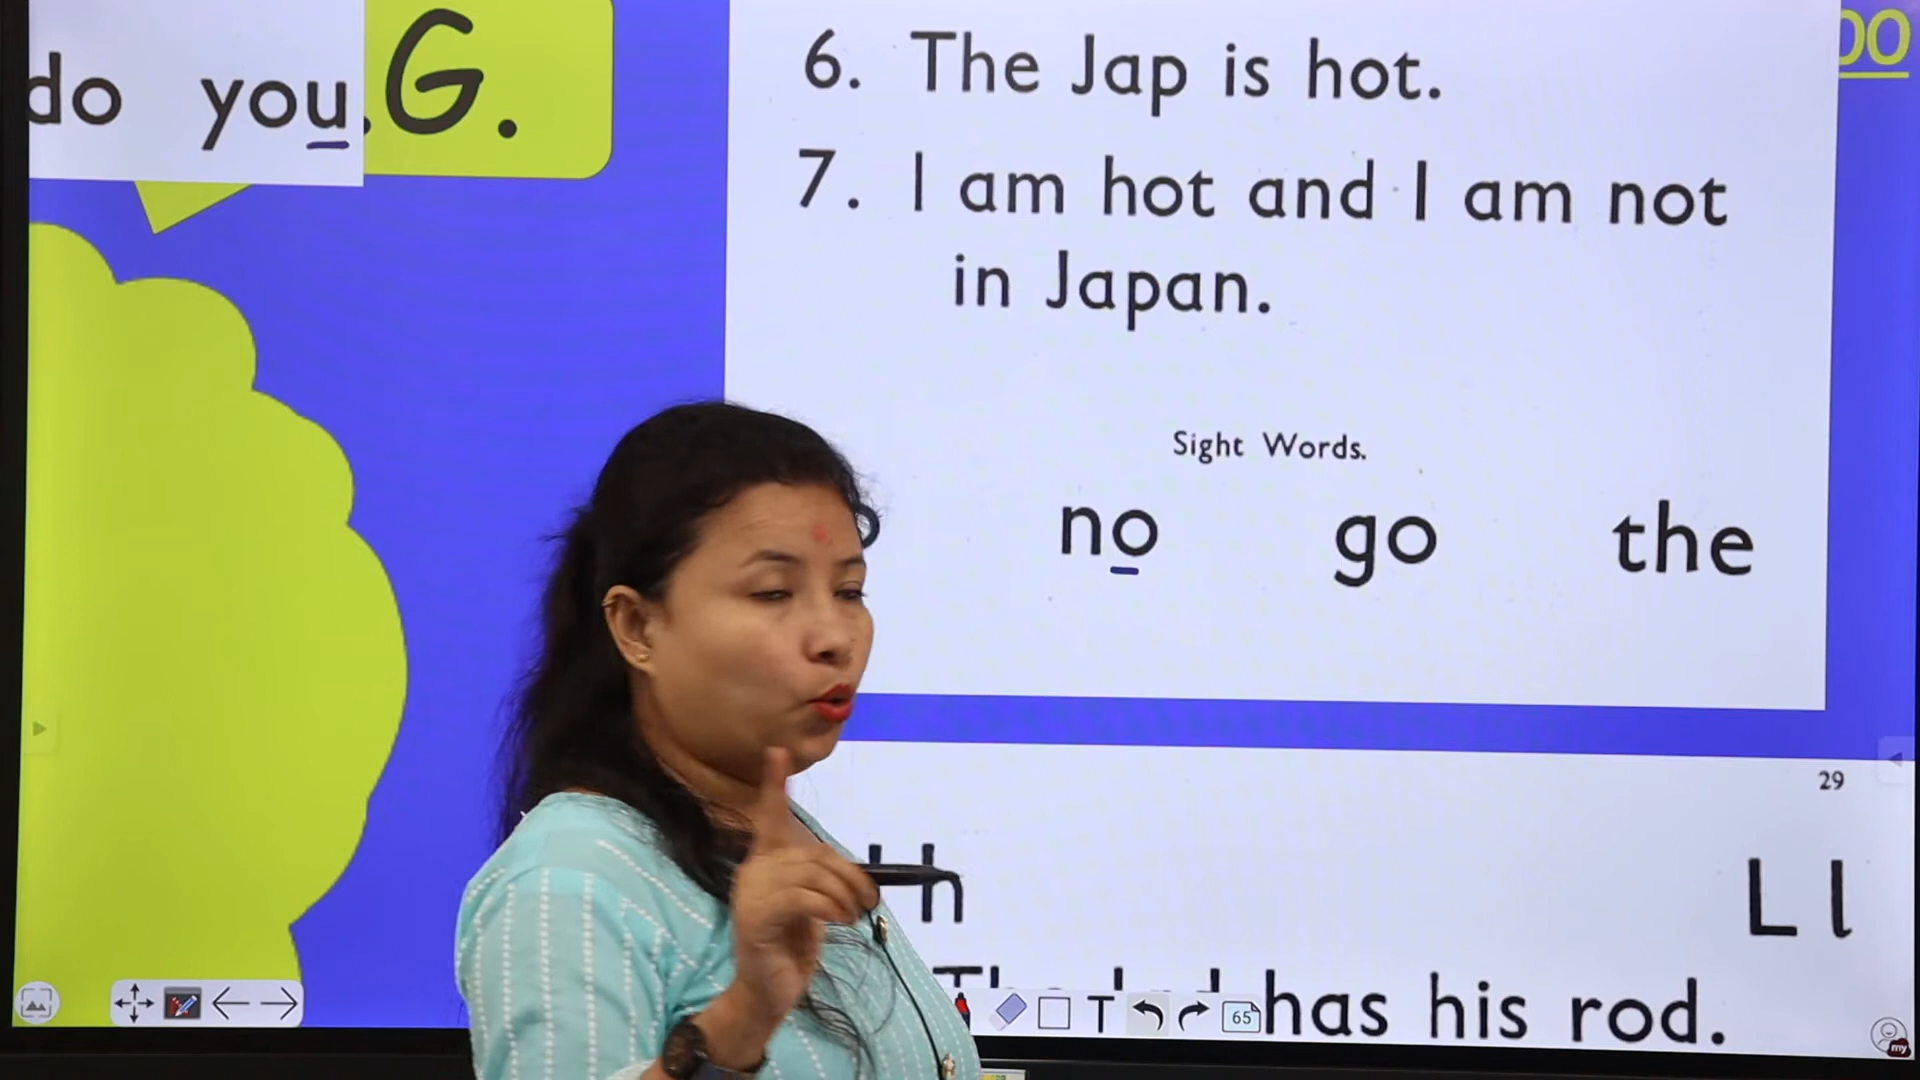 do you.G.
6. The Jap is hot.
7. I am hot and I am not
in Japan.
Sight Words.
no go the
29
h L l
has his rod.
T
65
my